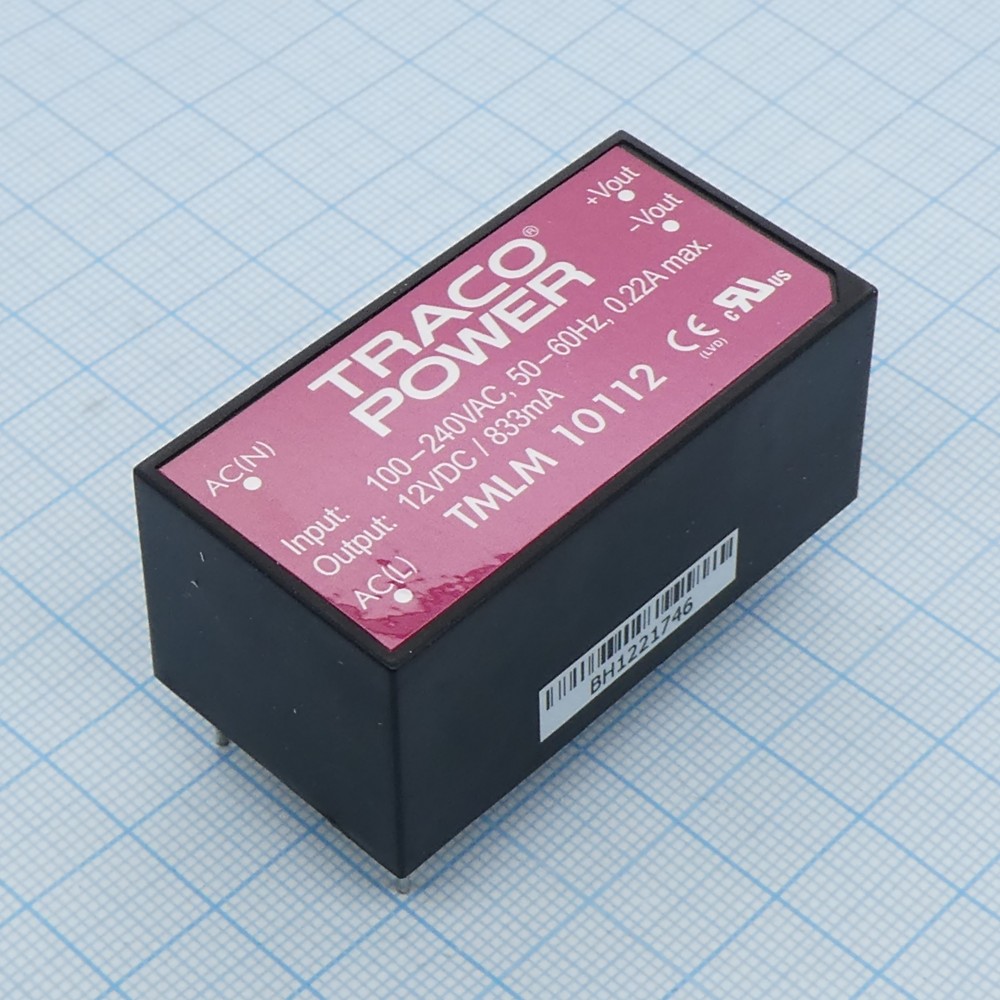 +Vout
-Vout
TRACO®
POWER
AC(N)
Input: 100–240VAC, 50–60Hz, 0.22A max.
Output: 12VDC / 833mA
AC(L)
TMLM 10112
CE
(LVD)
c RU US
BH1221746